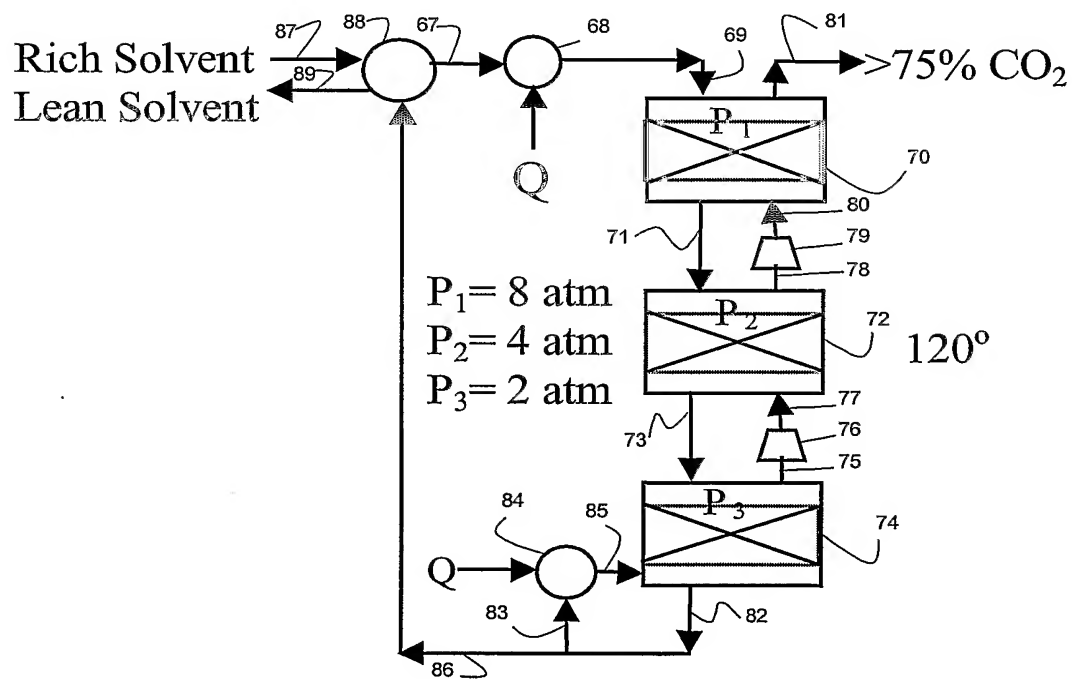 87
88
67
68
69
81
Rich Solvent
89
Lean Solvent
>75% CO₂
Q
P₁
70
80
71
79
78
P₁= 8 atm
P₂= 4 atm
P₃= 2 atm
P₂
72
120°
77
73
76
75
P₃
84
85
74
Q
83
82
86